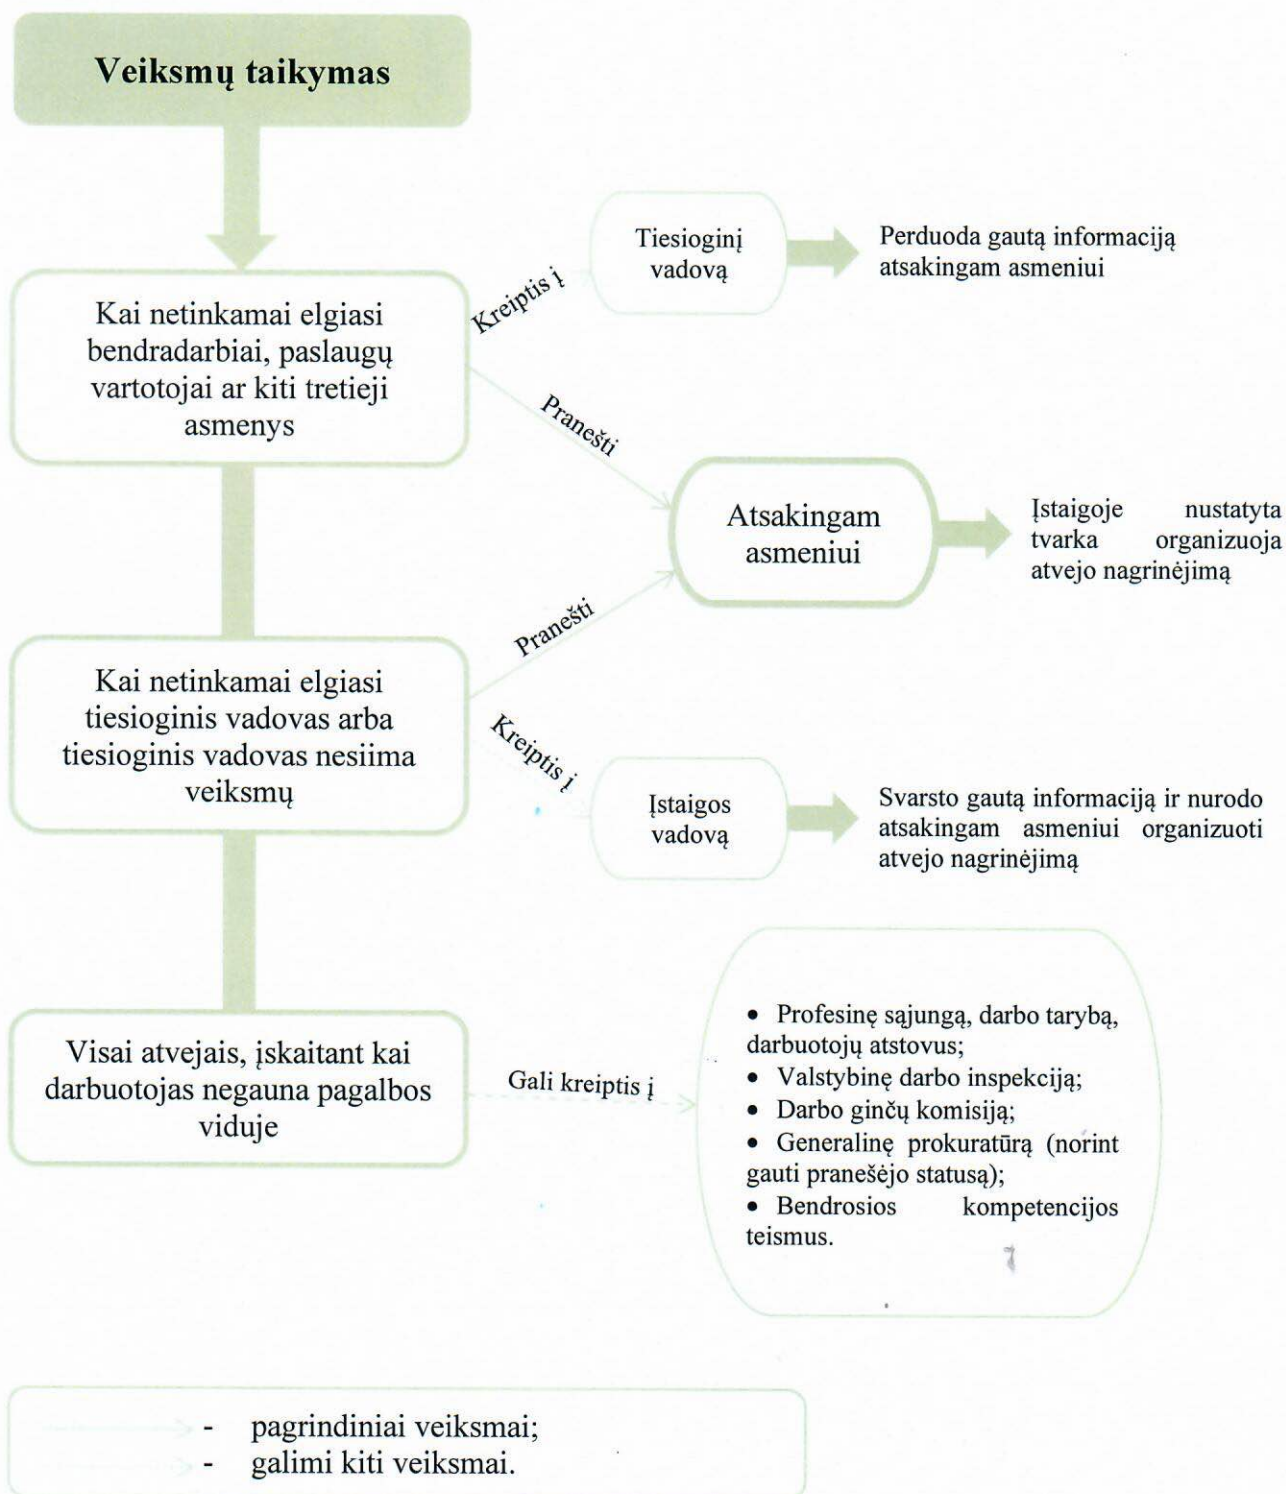 Veiksmų taikymas
Kai netinkamai elgiasi
bendradarbiai, paslaugų
vartotojai ar kiti tretieji
asmenys
Kreiptis į
Tiesioginį
vadovą
Perduoda gautą informaciją
atsakingam asmeniui
Pranešti
Atsakingam
asmeniui
Įstaigoje nustatyta
tvarka organizuoja
atvejo nagrinėjimą
Kai netinkamai elgiasi
tiesioginis vadovas arba
tiesioginis vadovas nesiima
veiksmų
Pranešti
Kreiptis į
Įstaigos
vadovą
Svarsto gautą informaciją ir nurodo
atsakingam asmeniui organizuoti
atvejo nagrinėjimą
Visai atvejais, įskaitant kai
darbuotojas negauna pagalbos
viduje
Gali kreiptis į
• Profesinę sąjungą, darbo tarybą,
darbuotojų atstovus;
• Valstybinę darbo inspekciją;
• Darbo ginčų komisiją;
• Generalinę prokuratūrą (norint
gauti pranešėjo statusą);
• Bendrosios kompetencijos
teismus.
- pagrindiniai veiksmai;
- galimi kiti veiksmai.